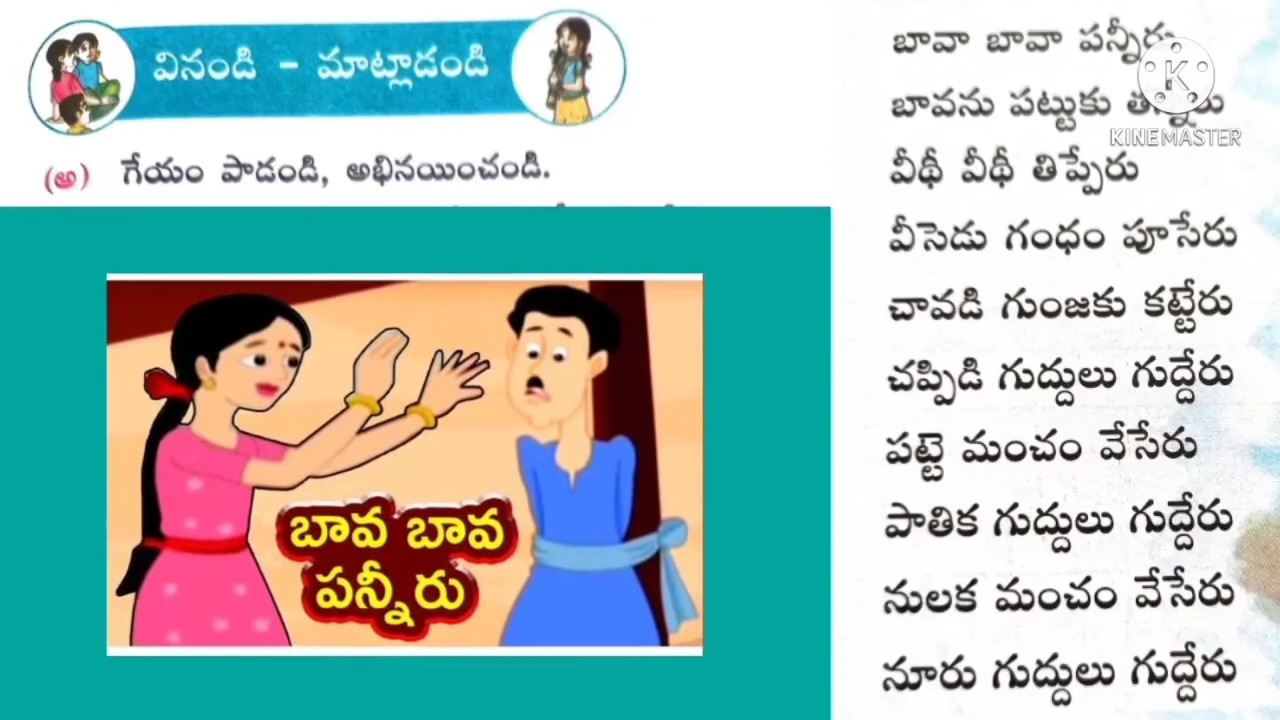 వినండి - మాట్లాడండి
(అ) గేయం పాడండి, అభినయించండి.
బావ బావ
పన్నీరు
బావా బావా పన్నీరు
బావను పట్టుకు తన్నేరు
వీథీ వీథీ తిప్పేరు
వీసెడు గంధం పూసేరు
చావడి గుంజకు కట్టేరు
చప్పిడి గుద్దులు గుద్దేరు
పట్టె మంచం వేసేరు
పాతిక గుద్దులు గుద్దేరు
నులక మంచం వేసేరు
నూరు గుద్దులు గుద్దేరు
K
KINEMASTER